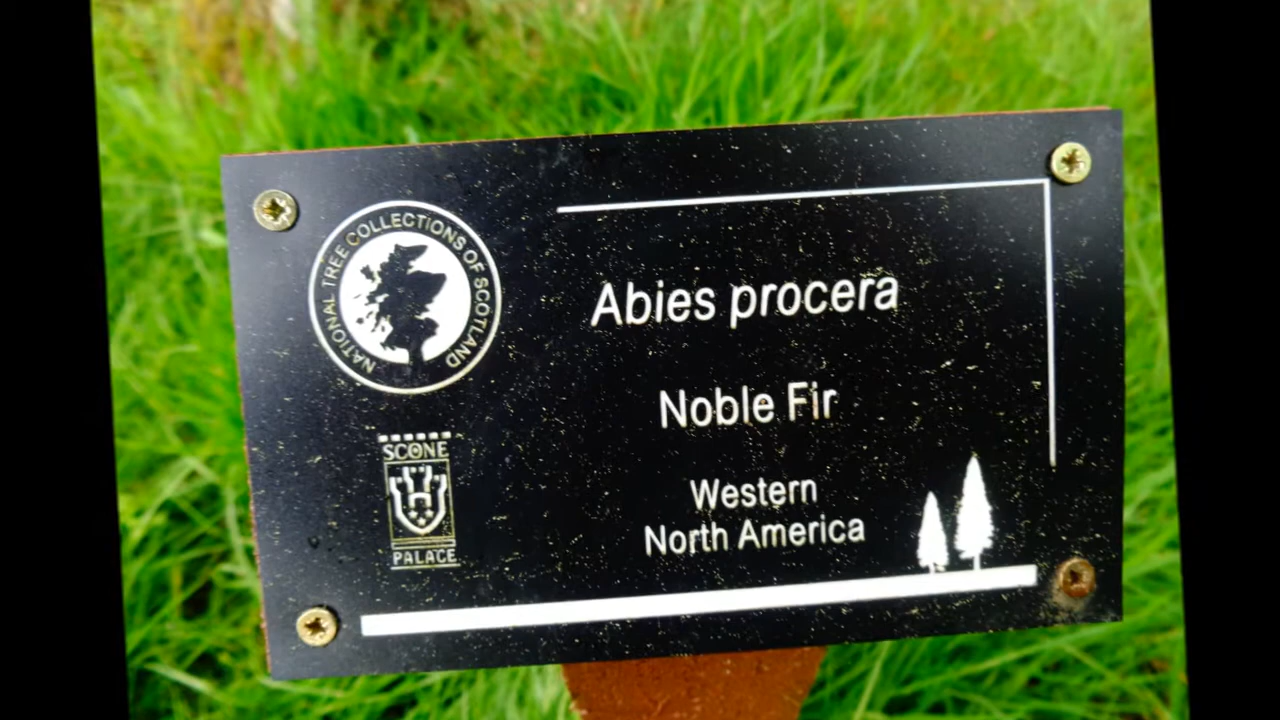 NATIONAL TREE COLLECTIONS OF SCOTLAND
Abies procera
Noble Fir
Western
North America
SCONE
PALACE